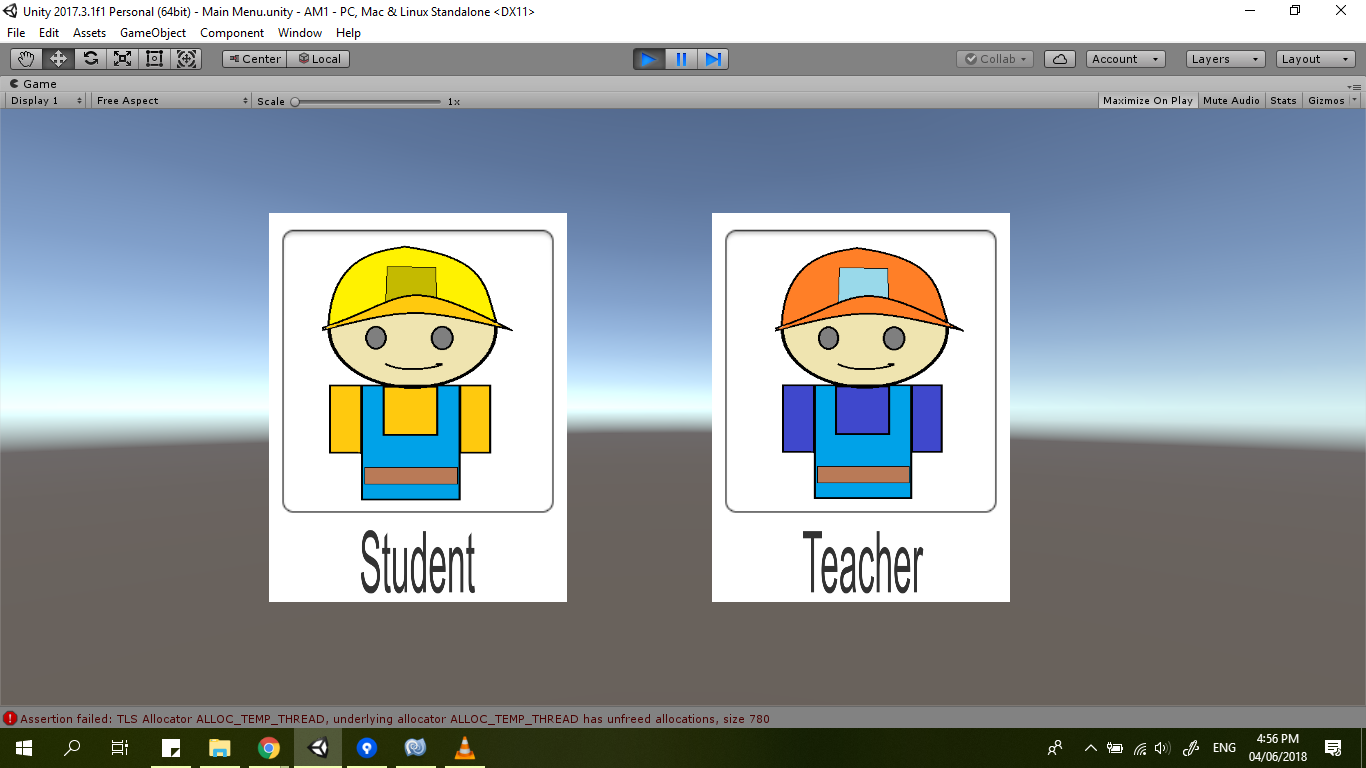 Unity 2017.3.1f1 Personal (64bit) - Main Menu.unity - AM1 - PC, Mac & Linux Standalone <DX11>
File Edit Assets GameObject Component Window Help
Center Local Collab Account Layers Layout
Game
Display 1 Free Aspect Scale 1x Maximize On Play Mute Audio Stats Gizmos
Student Teacher
Assertion failed: TLS Allocator ALLOC_TEMP_THREAD, underlying allocator ALLOC_TEMP_THREAD has unfreed allocations, size 780
ENG 4:56 PM
04/06/2018